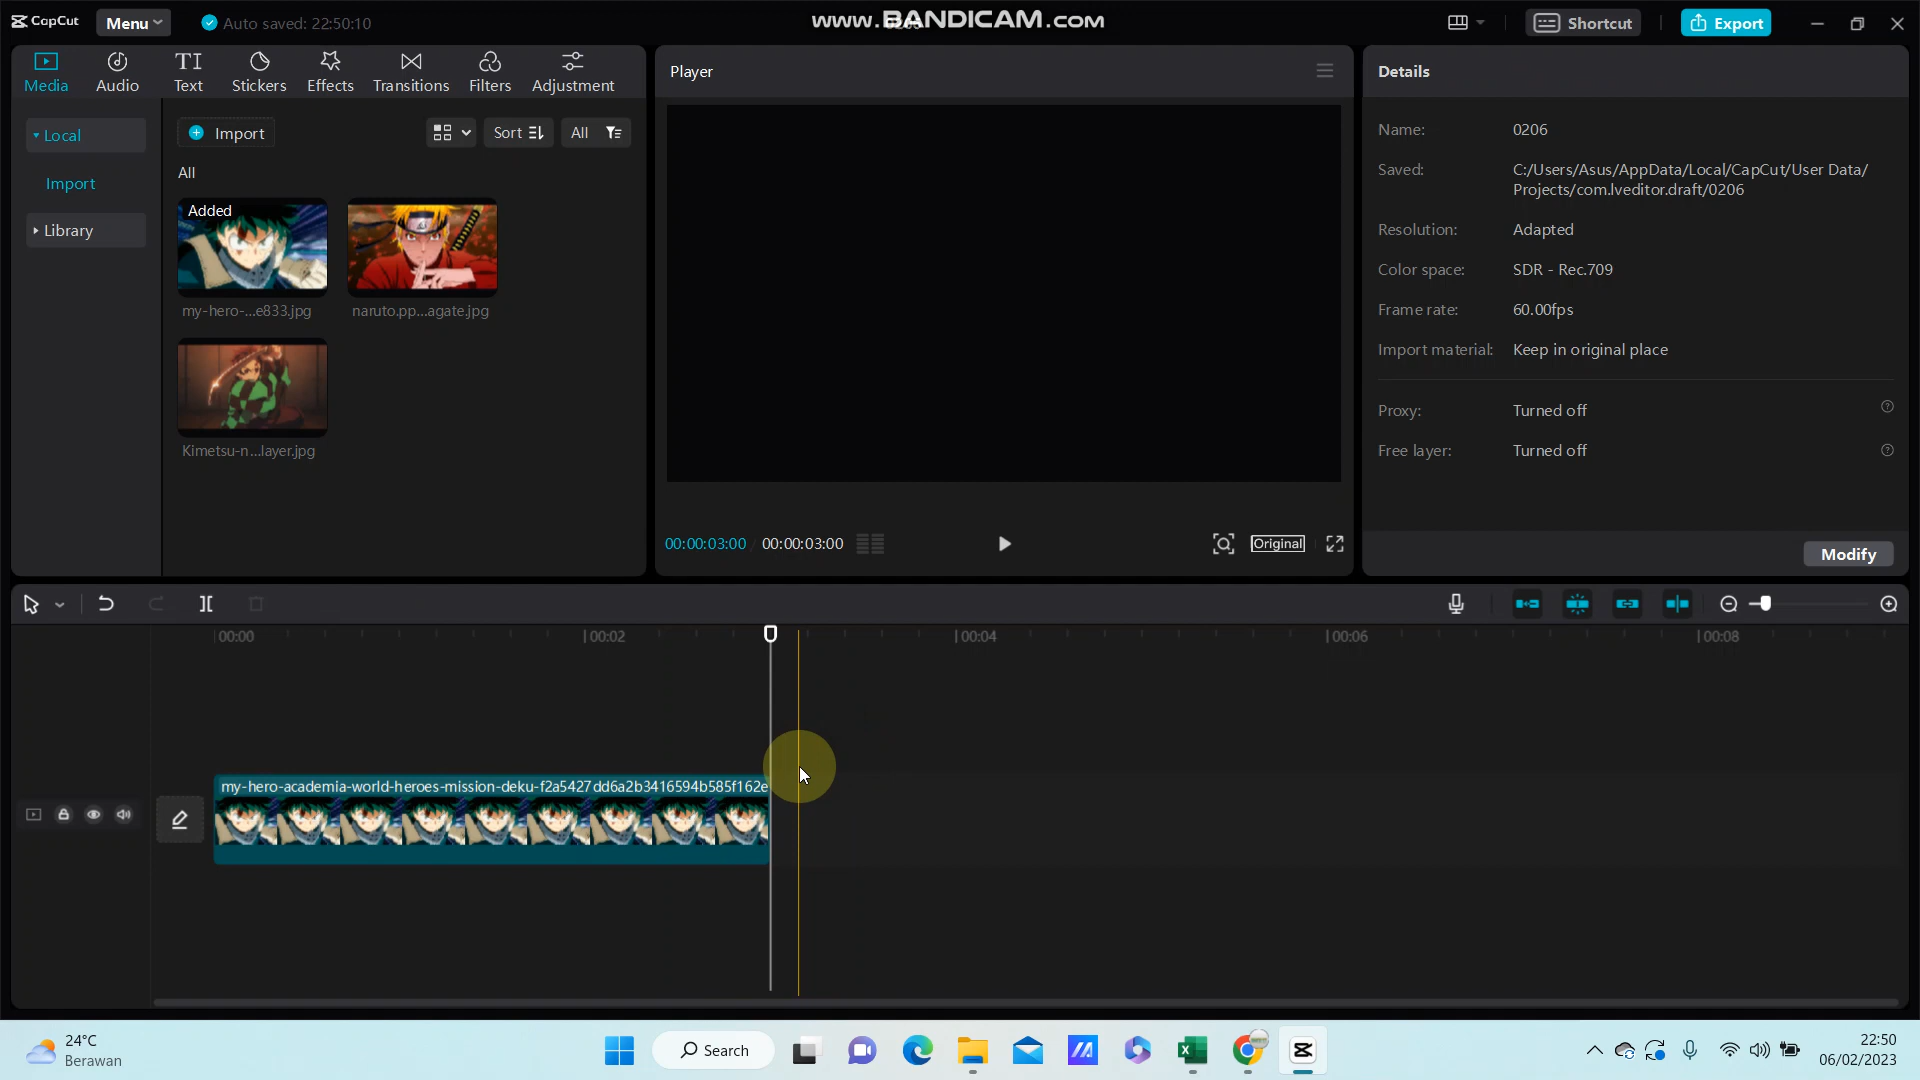 CapCut
Menu
Auto saved: 22:50:10
www.BANDICAM.com
Shortcut
Export
Media
Audio
Text
Stickers
Effects
Transitions
Filters
Adjustment
Player
Details
Local
Import
Sort
All
Import
Library
All
Added
my-hero-...e833.jpg
naruto.pp...agate.jpg
Kimetsu-n...layer.jpg
Name: 0206
Saved: C:/Users/Asus/AppData/Local/CapCut/User Data/
Projects/com.lveditor.draft/0206
Resolution: Adapted
Color space: SDR - Rec.709
Frame rate: 60.00fps
Import material: Keep in original place
Proxy: Turned off
Free layer: Turned off
Modify
00:00:03:00 00:00:03:00
Original
00:00
00:02
00:04
00:06
00:08
my-hero-academia-world-heroes-mission-deku-f2a5427dd6a2b3416594b585f162e
24°C
Berawan
Search
22:50
06/02/2023